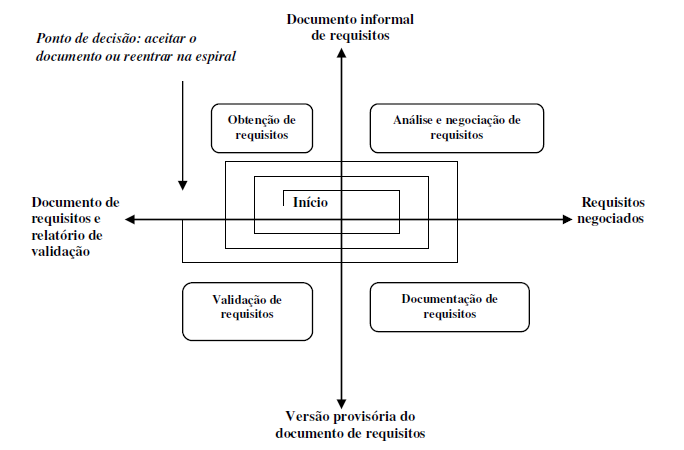 Documento informal
de requisitos
Ponto de decisão: aceitar o
documento ou reentrar na espiral
Obtenção de
requisitos
Análise e negociação de
requisitos
Início
Documento de
requisitos e
relatório de
validação
Requisitos
negociados
Validação de
requisitos
Documentação de
requisitos
Versão provisória do
documento de requisitos